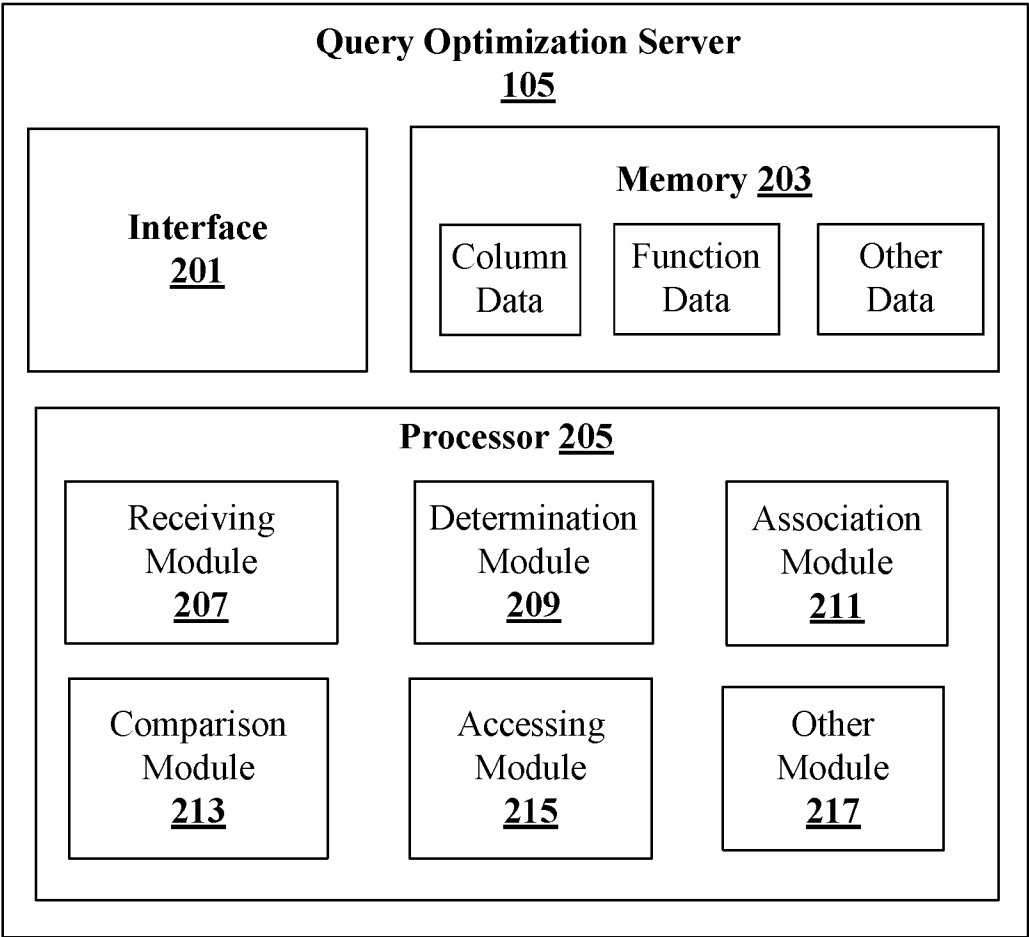 Query Optimization Server
105
Interface
201
Memory 203
Column
Data
Function
Data
Other
Data
Processor 205
Receiving
Module
207
Determination
Module
209
Association
Module
211
Comparison
Module
213
Accessing
Module
215
Other
Module
217